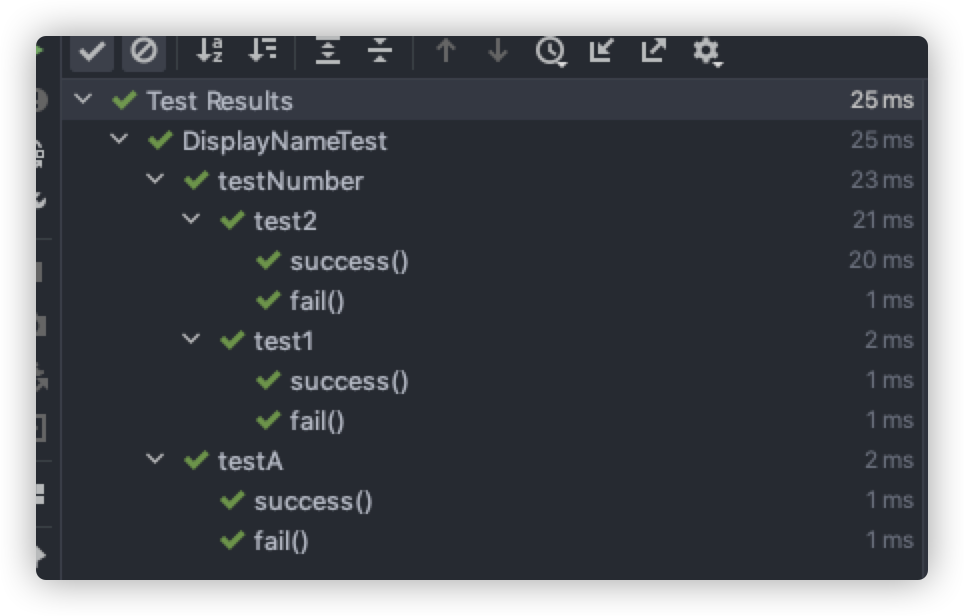 Test Results 25 ms
DisplayNameTest 25 ms
testNumber 23 ms
test2 21 ms
success() 20 ms
fail() 1 ms
test1 2 ms
success() 1 ms
fail() 1 ms
testA 2 ms
success() 1 ms
fail() 1 ms